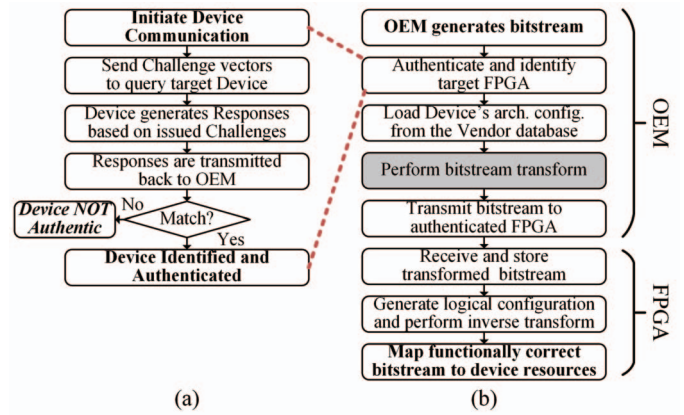 Initiate Device
Communication
Send Challenge vectors
to query target Device
Device generates Responses
based on issued Challenges
Responses are transmitted
back to OEM
No
Device NOT
Authentic
Match?
Yes
Device Identified and
Authenticated
(a)
OEM generates bitstream
Authenticate and identify
target FPGA
Load Device's arch. config.
from the Vendor database
Perform bitstream transform
Transmit bitstream to
authenticated FPGA
Receive and store
transformed bitstream
Generate logical configuration
and perform inverse transform
Map functionally correct
bitstream to device resources
(b)
OEM
FPGA